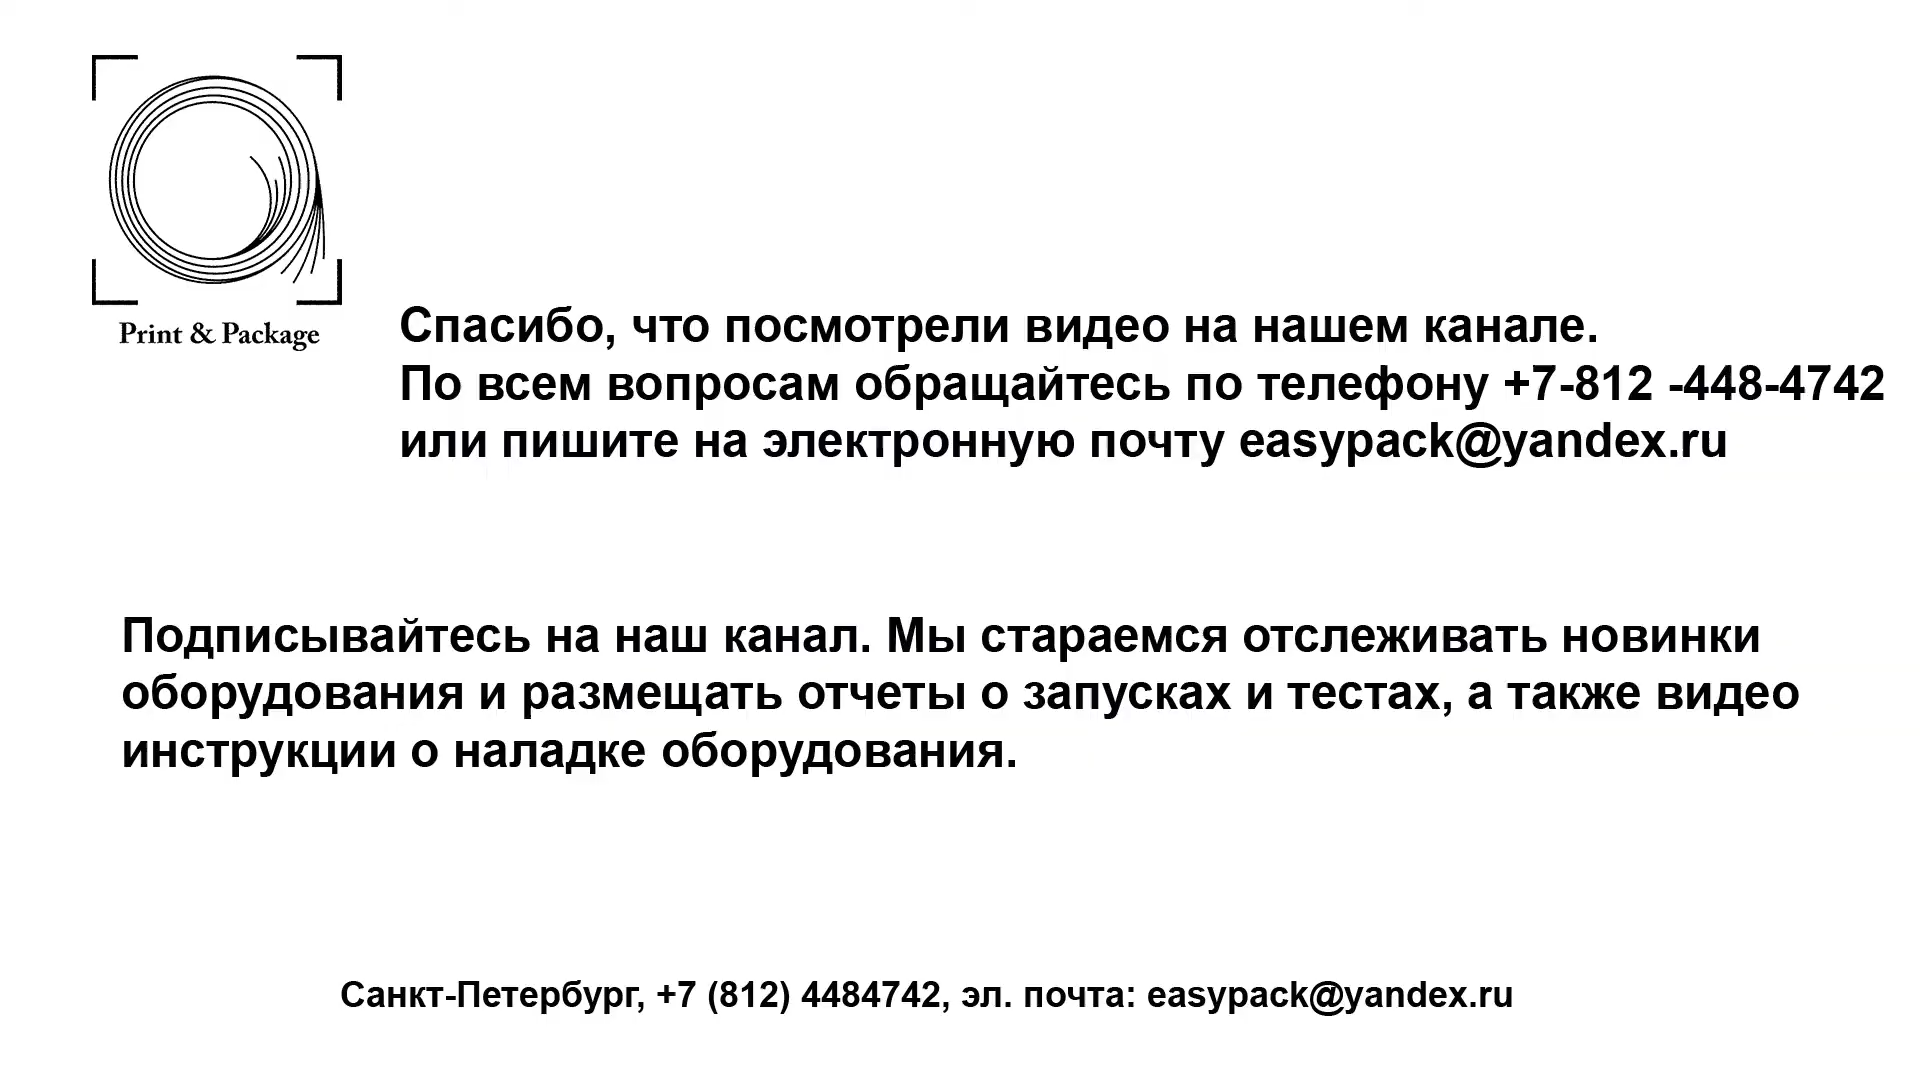 Print & Package
Спасибо, что посмотрели видео на нашем канале.
По всем вопросам обращайтесь по телефону +7-812 -448-4742
или пишите на электронную почту easypack@yandex.ru
Подписывайтесь на наш канал. Мы стараемся отслеживать новинки
оборудования и размещать отчеты о запусках и тестах, а также видео
инструкции о наладке оборудования.
Санкт-Петербург, +7 (812) 4484742, эл. почта: easypack@yandex.ru